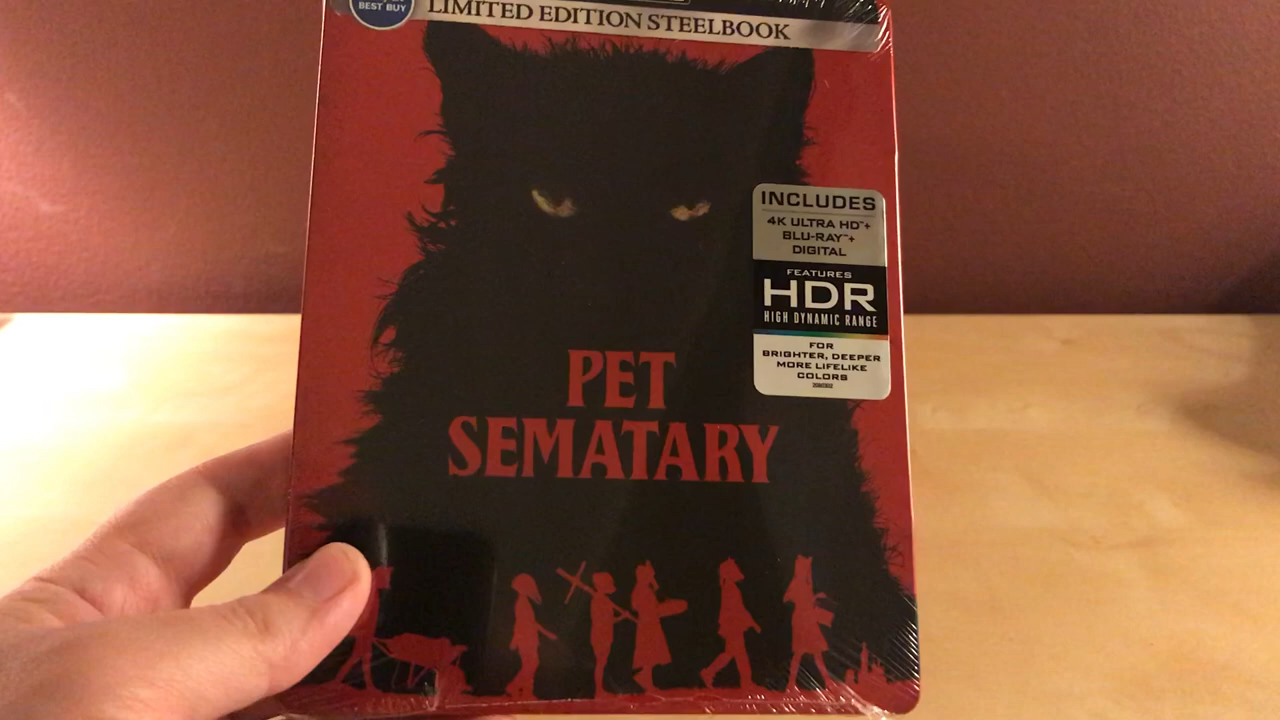 BEST BUY
LIMITED EDITION STEELBOOK
INCLUDES
4K ULTRA HD™+
BLU-RAY™+
DIGITAL
FEATURES
HDR
HIGH DYNAMIC RANGE
FOR
BRIGHTER, DEEPER
MORE LIFELIKE
COLORS
PET
SEMATARY